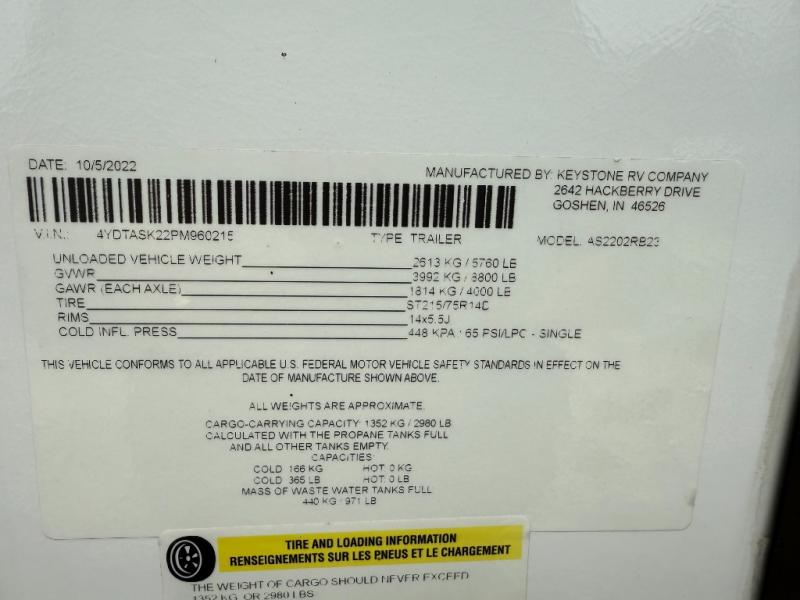 DATE: 10/5/2022
MANUFACTURED BY: KEYSTONE RV COMPANY
2642 HACKBERRY DRIVE
GOSHEN, IN 46526
V.I.N.: 4YDTASK22PM960215 TYPE TRAILER MODEL: AS2202RB23
UNLOADED VEHICLE WEIGHT 2613 KG / 5760 LB
GVWR 3992 KG / 8800 LB
GAWR (EACH AXLE) 1814 KG / 4000 LB
TIRE ST215/75R14D
RIMS 14x5.5J
COLD INFL. PRESS 448 KPA / 65 PSI/LPC - SINGLE
THIS VEHICLE CONFORMS TO ALL APPLICABLE U.S. FEDERAL MOTOR VEHICLE SAFETY STANDARDS IN EFFECT ON THE
DATE OF MANUFACTURE SHOWN ABOVE.
ALL WEIGHTS ARE APPROXIMATE.
CARGO-CARRYING CAPACITY: 1352 KG / 2980 LB
CALCULATED WITH THE PROPANE TANKS FULL
AND ALL OTHER TANKS EMPTY.
CAPACITIES:
COLD 166 KG HOT: 0 KG
COLD 365 LB HOT: 0 LB
MASS OF WASTE WATER TANKS FULL
440 KG / 971 LB
TIRE AND LOADING INFORMATION
RENSEIGNEMENTS SUR LES PNEUS ET LE CHARGEMENT
THE WEIGHT OF CARGO SHOULD NEVER EXCEED
1352 KG. OR 2980 LBS